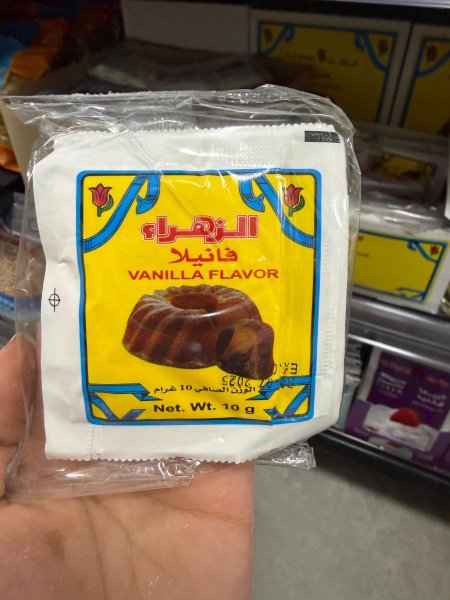 الزهراء
فانيلا
VANILLA FLAVOR
الوزن الصافي 10 غرام
Net. Wt. 10 g